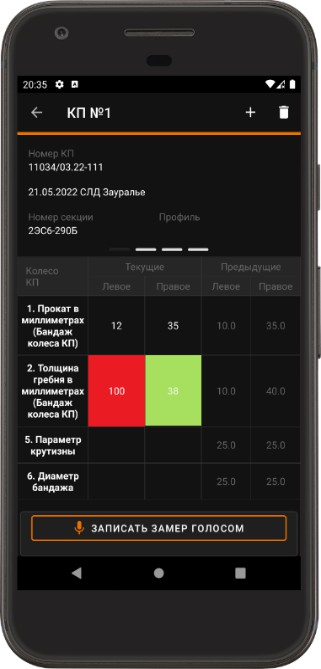 20:35
КП №1
Номер КП
11034/03.22-111
21.05.2022 СЛД Зауралье
Номер секции Профиль
2ЭС6-290Б
Колесо КП Текущие Предыдущие
Левое Правое Левое Правое
1. Прокат в
миллиметрах
(Бандаж
колеса КП)
12 35 10.0 35.0
2. Толщина
гребня в
миллиметрах
(Бандаж
колеса КП)
100 38 10.0 40.0
5. Параметр
крутизны
25.0 25.0
6. Диаметр
бандажа
25.0 25.0
ЗАПИСАТЬ ЗАМЕР ГОЛОСОМ